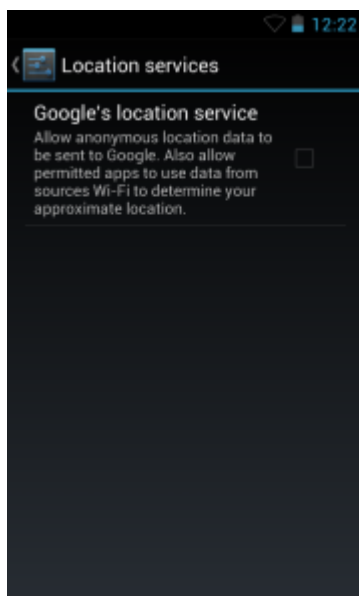 12:22
Location services
Google's location service
Allow anonymous location data to
be sent to Google. Also allow
permitted apps to use data from
sources Wi-Fi to determine your
approximate location.